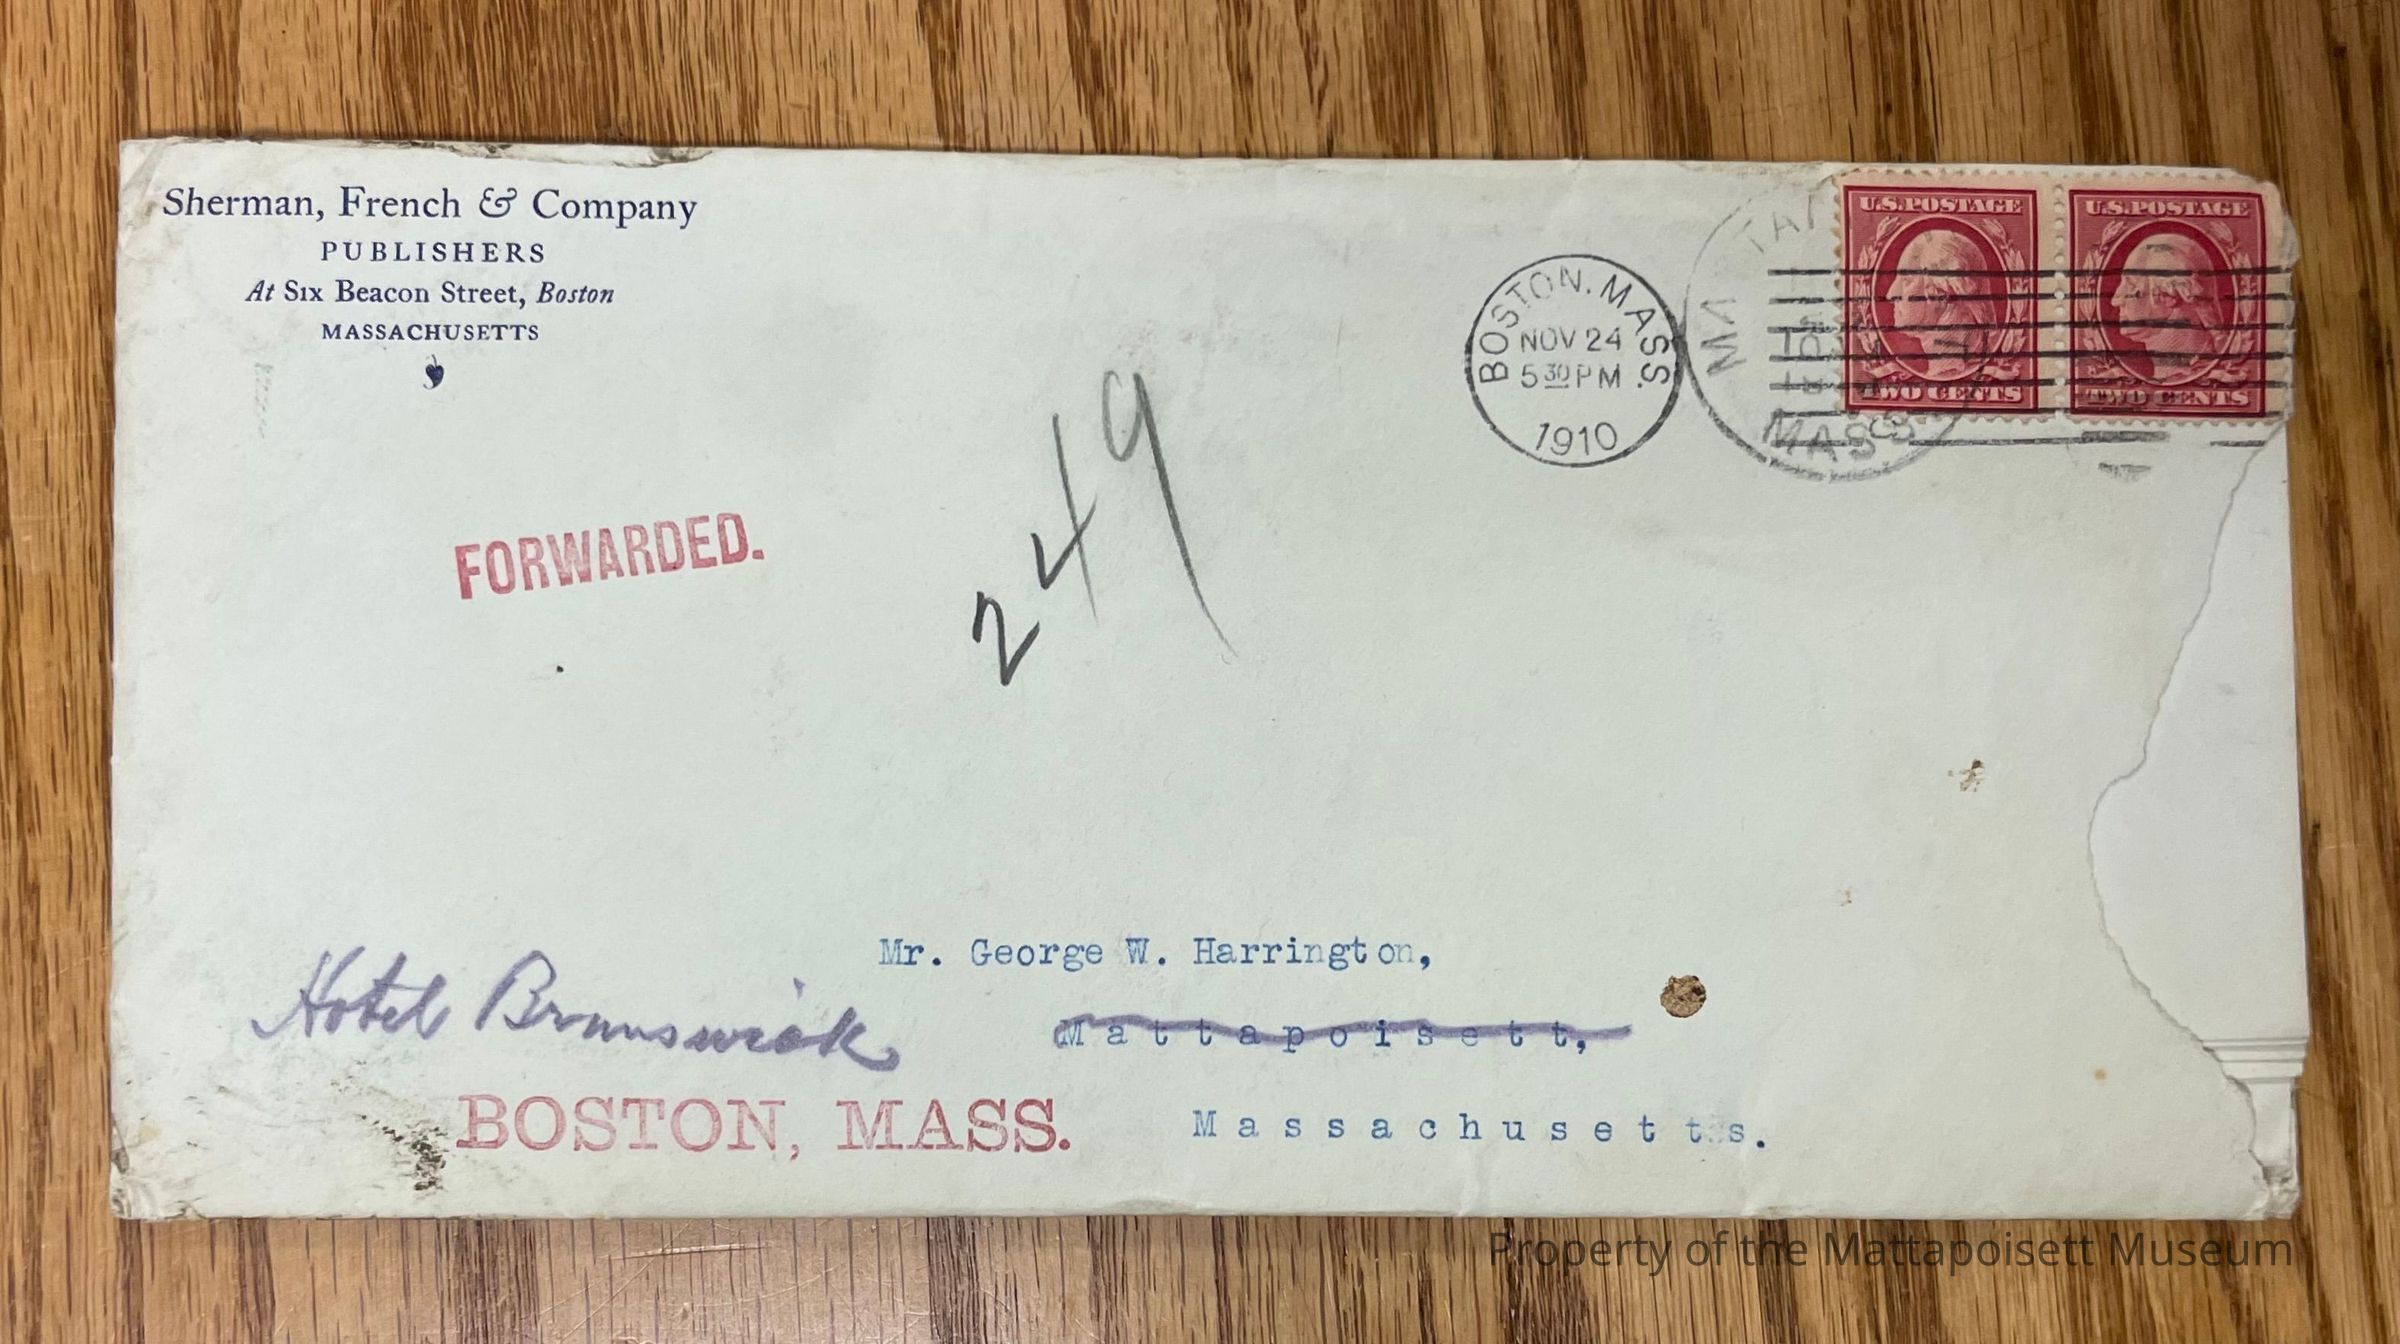 Sherman, French & Company
PUBLISHERS
At Six Beacon Street, Boston
MASSACHUSETTS
U.S. POSTAGE
TWO CENTS
U.S. POSTAGE
TWO CENTS
BOSTON, MASS.
NOV 24
5 30 PM
1910
MASS
249
FORWARDED.
Mr. George W. Harrington,
Hotel Brunswick
Mattapoisett,
BOSTON, MASS.
Massachusetts.
Property of the Mattapoisett Museum